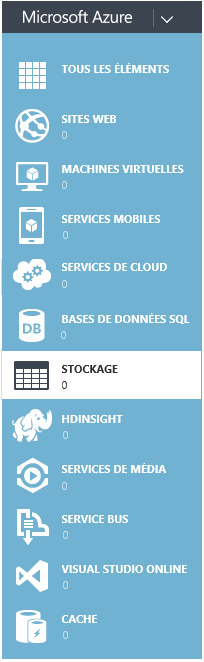 Microsoft Azure
TOUS LES ÉLÉMENTS
SITES WEB
0
MACHINES VIRTUELLES
0
SERVICES MOBILES
0
SERVICES DE CLOUD
0
DB
BASES DE DONNÉES SQL
0
STOCKAGE
0
HDINSIGHT
0
SERVICES DE MÉDIA
0
SERVICE BUS
0
VISUAL STUDIO ONLINE
0
CACHE
0